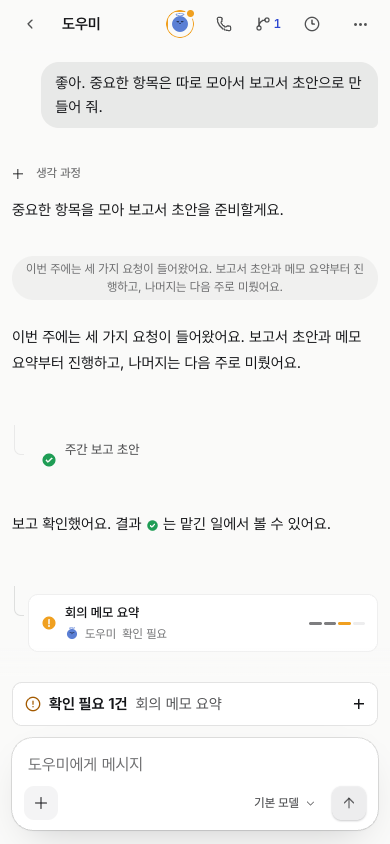 도우미
1
좋아. 중요한 항목은 따로 모아서 보고서 초안으로 만
들어 줘.
생각 과정
중요한 항목을 모아 보고서 초안을 준비할게요.
이번 주에는 세 가지 요청이 들어왔어요. 보고서 초안과 메모 요약부터 진
행하고, 나머지는 다음 주로 미뤘어요.
이번 주에는 세 가지 요청이 들어왔어요. 보고서 초안과 메모
요약부터 진행하고, 나머지는 다음 주로 미뤘어요.
주간 보고 초안
보고 확인했어요. 결과 는 맡긴 일에서 볼 수 있어요.
회의 메모 요약
도우미 확인 필요
확인 필요 1건 회의 메모 요약
도우미에게 메시지
기본 모델